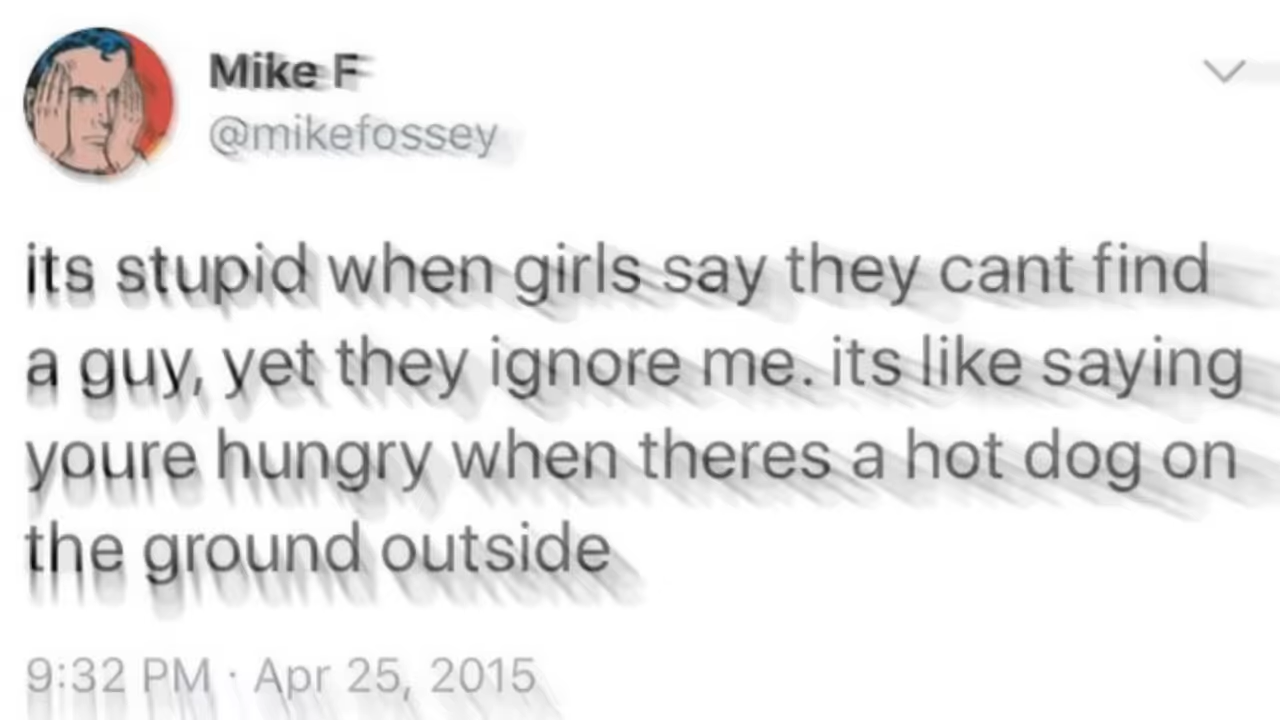 Mike F
@mikefossey
its stupid when girls say they cant find
a guy, yet they ignore me. its like saying
youre hungry when theres a hot dog on
the ground outside
9:32 PM · Apr 25, 2015